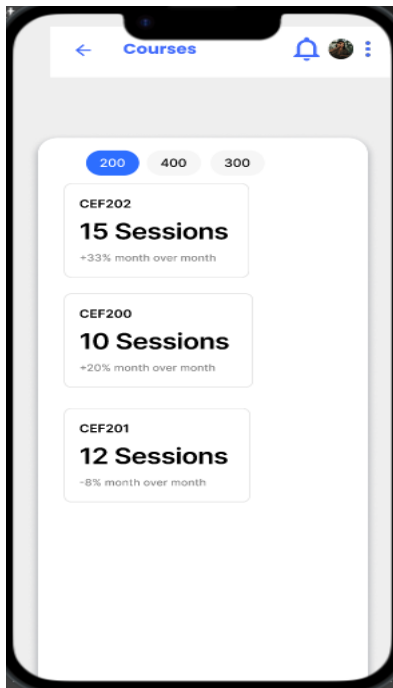 Courses
200 400 300
CEF202
15 Sessions
+33% month over month
CEF200
10 Sessions
+20% month over month
CEF201
12 Sessions
-8% month over month